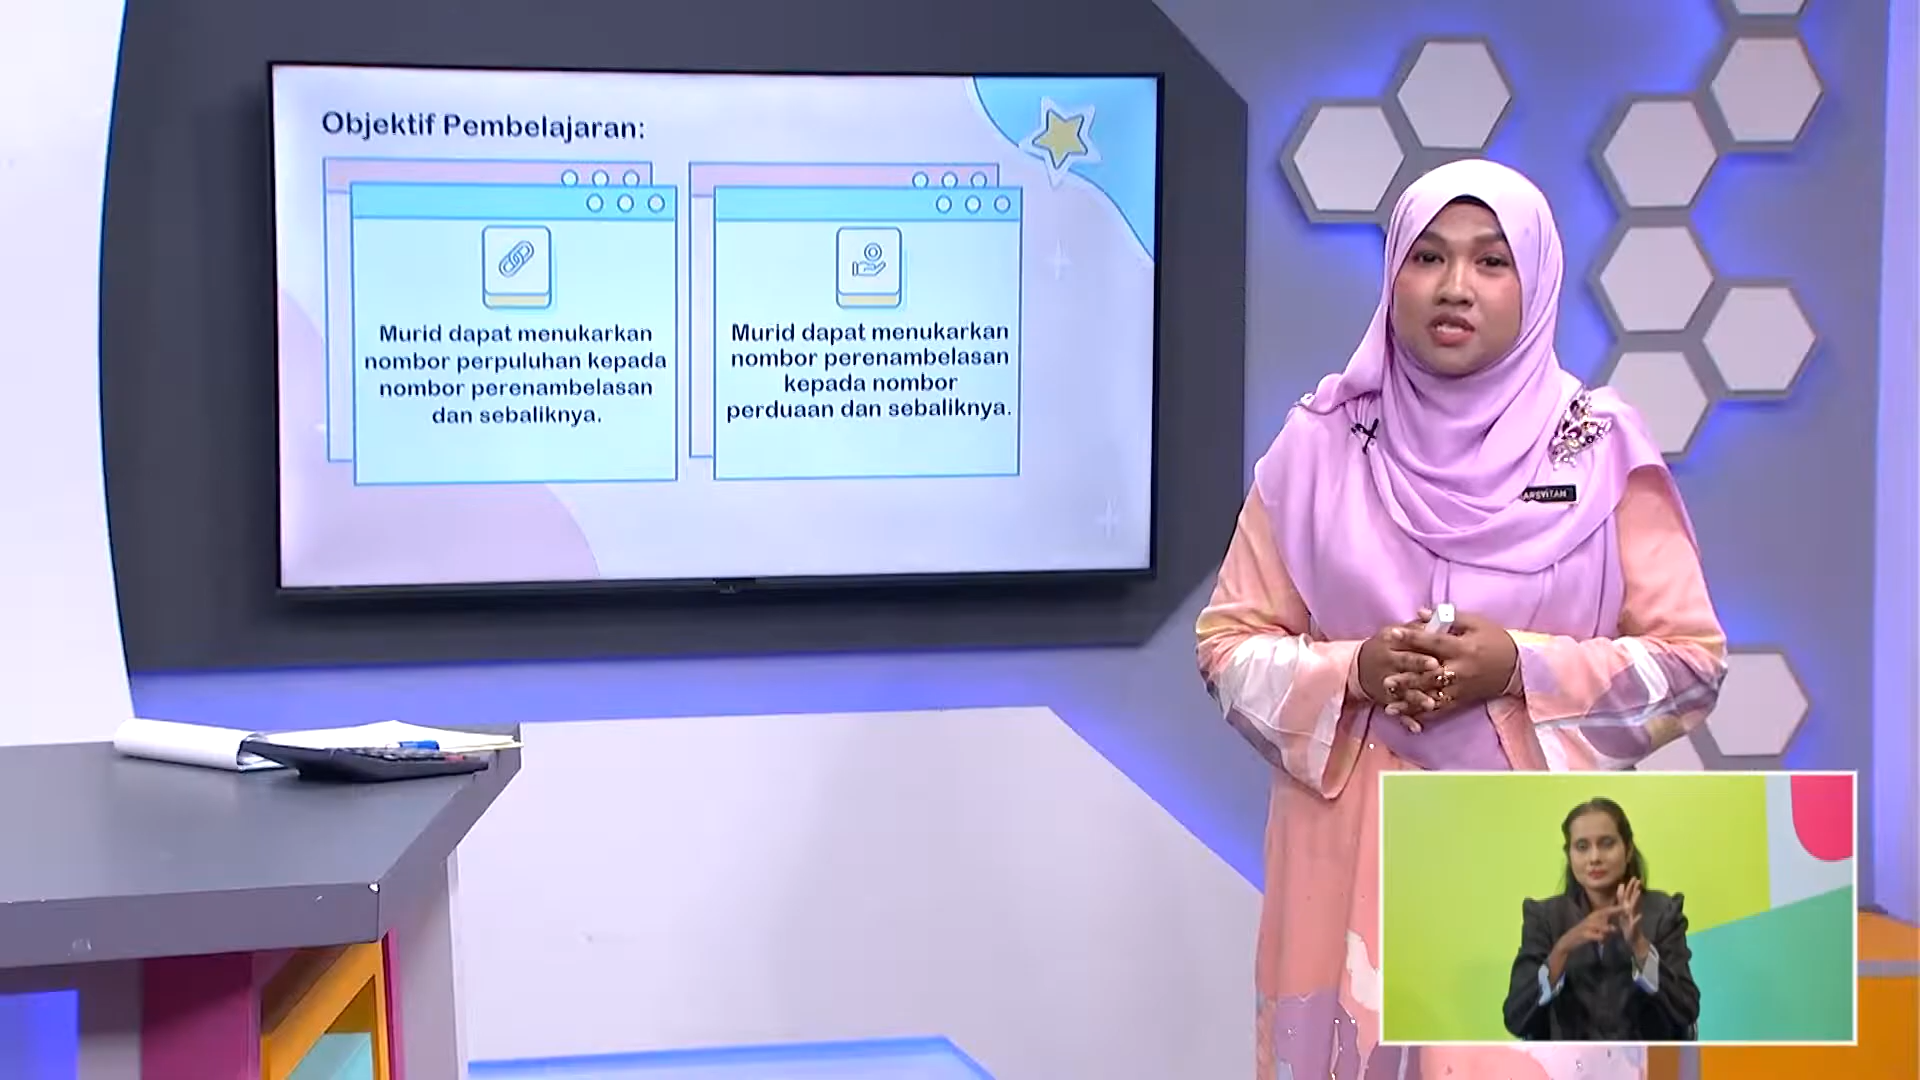 Objektif Pembelajaran:
Murid dapat menukarkan
nombor perpuluhan kepada
nombor perenambelasan
dan sebaliknya.
Murid dapat menukarkan
nombor perenambelasan
kepada nombor
perduaan dan sebaliknya.